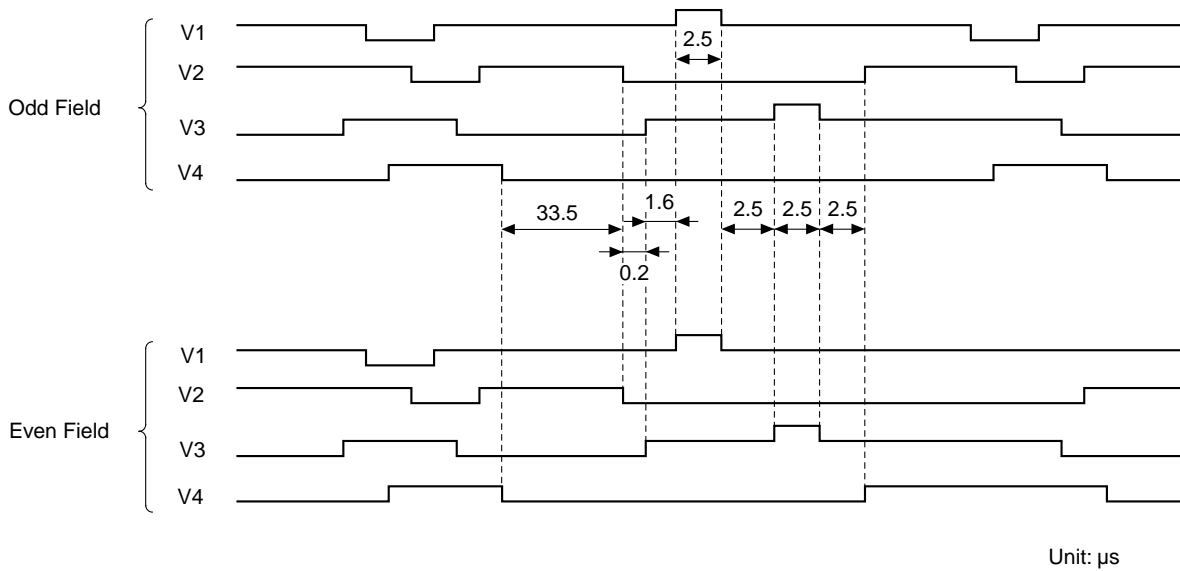 V1
2.5
V2
Odd Field
V3
V4
1.6
33.5
2.5 2.5 2.5
0.2
V1
V2
Even Field
V3
V4
Unit: µs